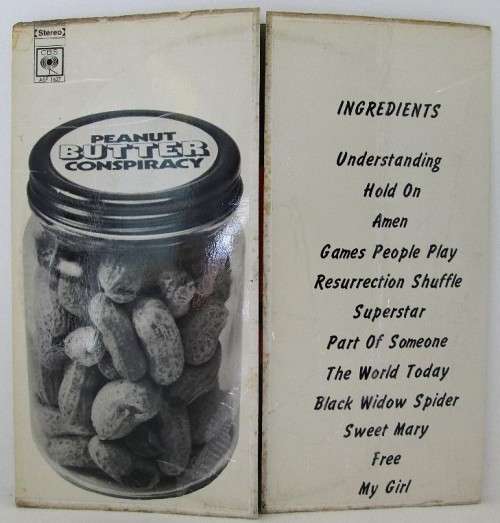 Stereo
CBS
PEANUT
BUTTER
CONSPIRACY
INGREDIENTS
Understanding
Hold On
Amen
Games People Play
Resurrection Shuffle
Superstar
Part Of Someone
The World Today
Black Widow Spider
Sweet Mary
Free
My Girl